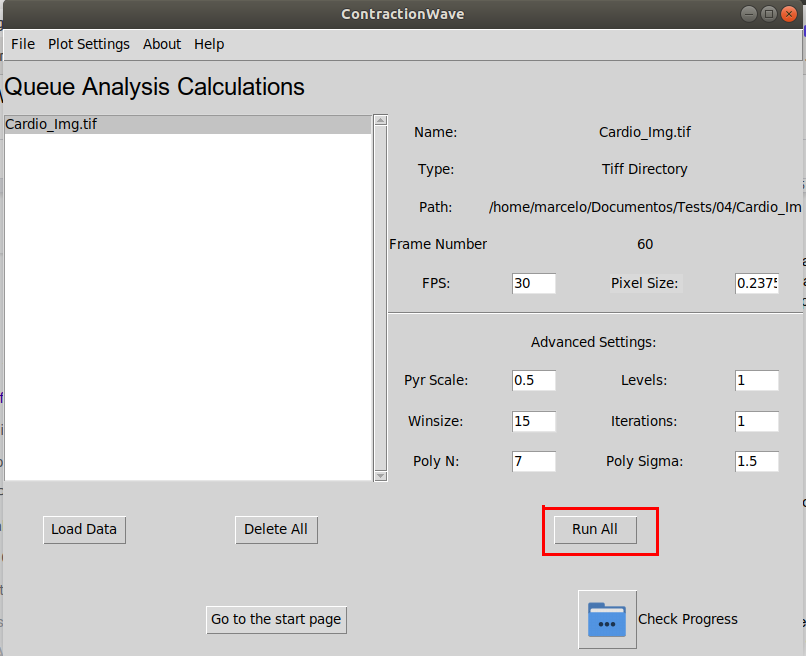 ContractionWave
File Plot Settings About Help
Queue Analysis Calculations
Cardio_Img.tif
Name: Cardio_Img.tif
Type: Tiff Directory
Path: /home/marcelo/Documentos/Tests/04/Cardio_Im
Frame Number 60
FPS: 30 Pixel Size: 0.2375
Advanced Settings:
Pyr Scale: 0.5 Levels: 1
Winsize: 15 Iterations: 1
Poly N: 7 Poly Sigma: 1.5
Load Data Delete All Run All
Go to the start page Check Progress